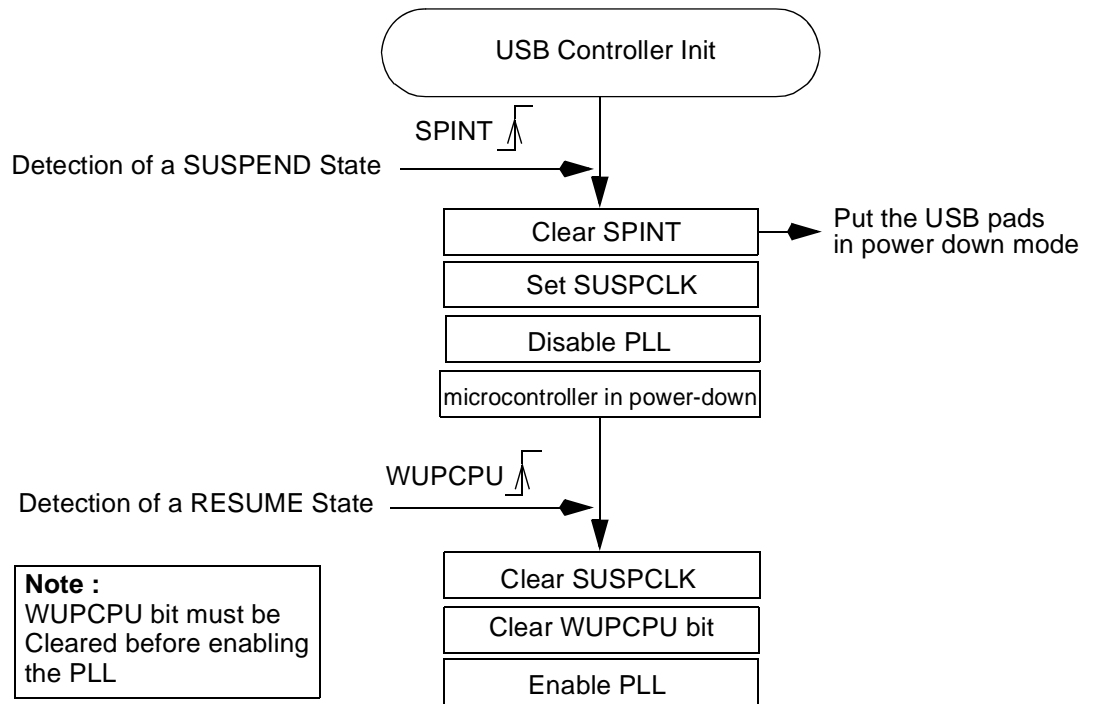 USB Controller Init
SPINT
Detection of a SUSPEND State
Clear SPINT
Put the USB pads
in power down mode
Set SUSPCLK
Disable PLL
microcontroller in power-down
WUPCPU
Detection of a RESUME State
Clear SUSPCLK
Note :
WUPCPU bit must be
Cleared before enabling
the PLL
Clear WUPCPU bit
Enable PLL